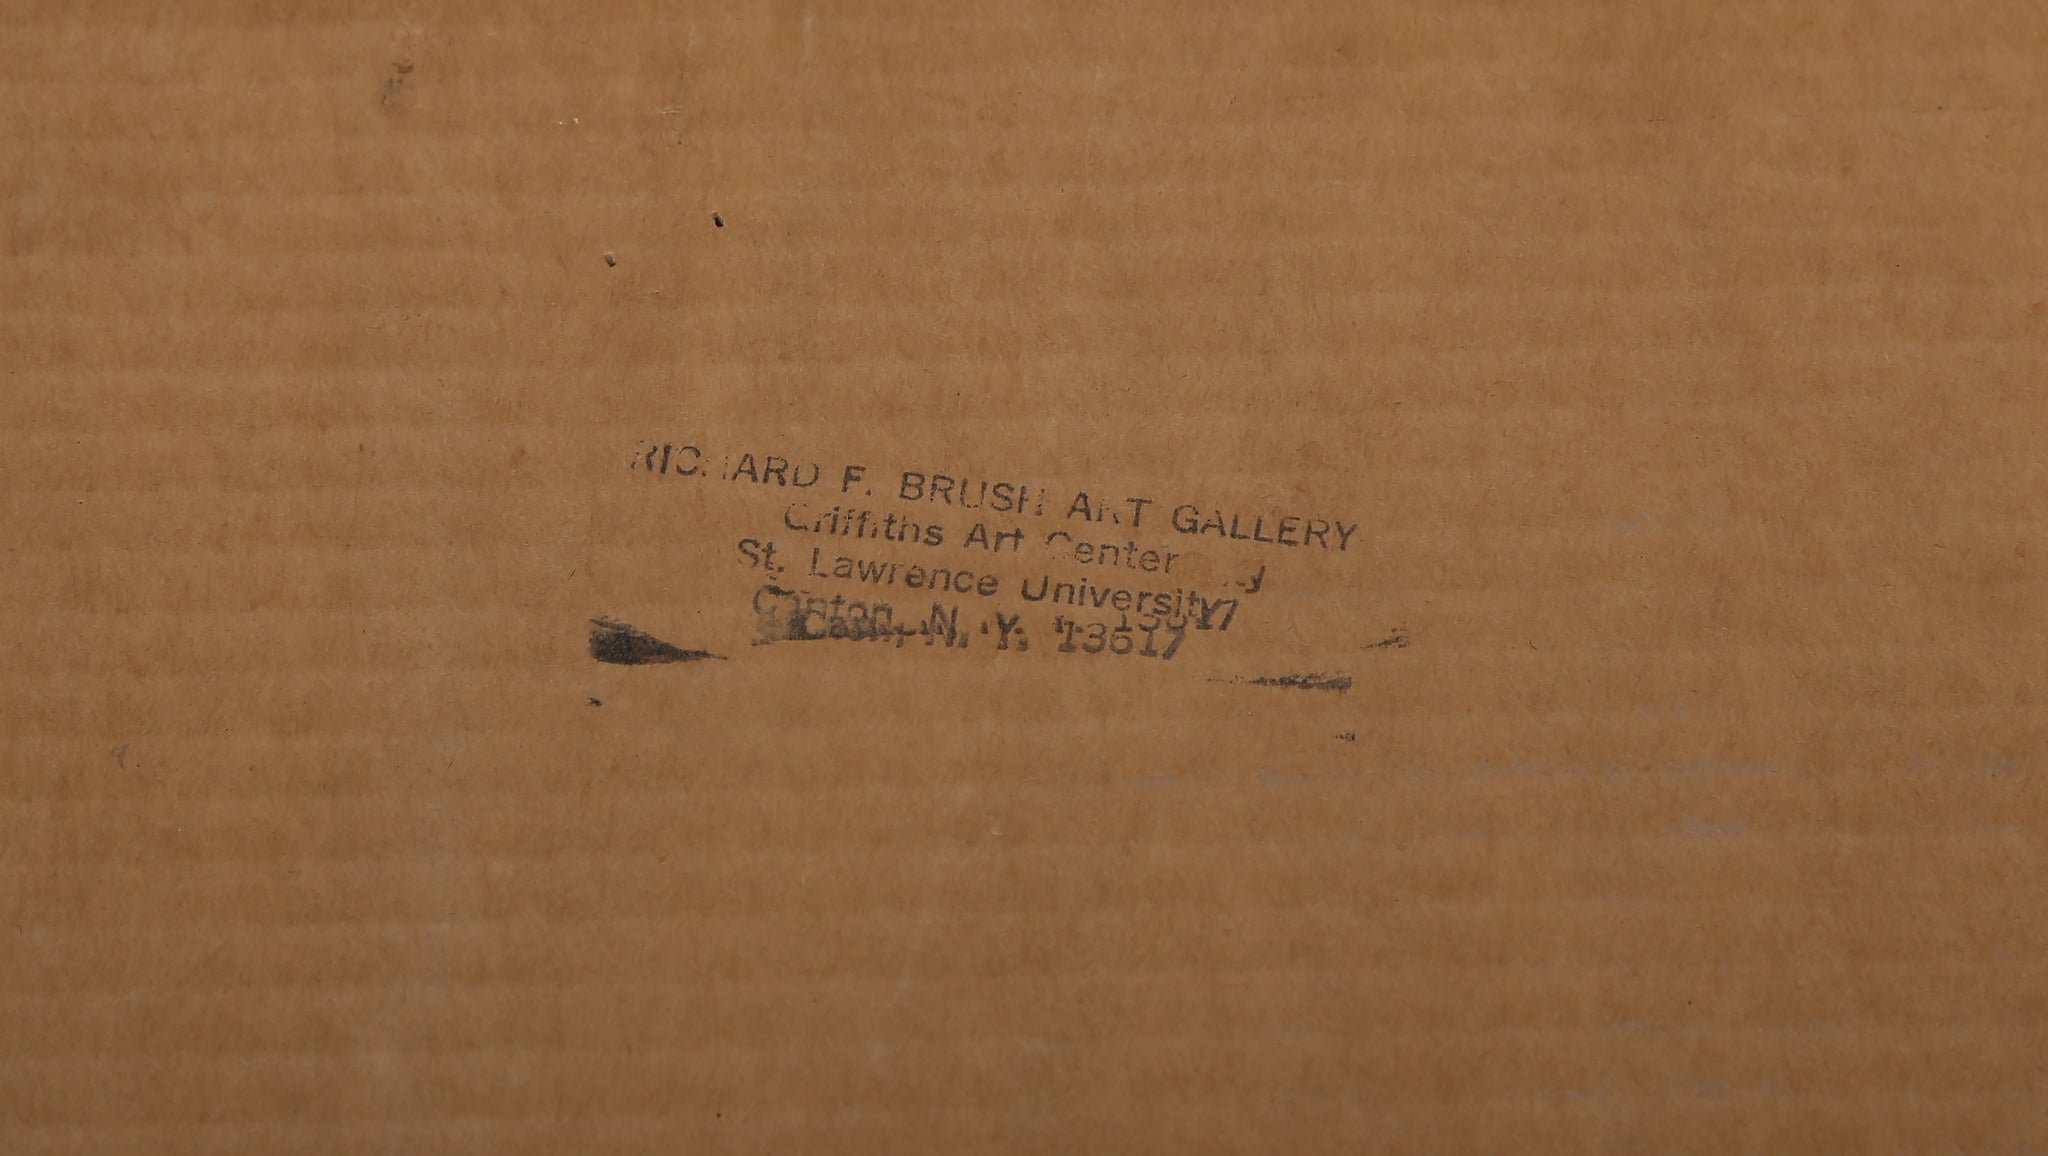 RICHARD F. BRUSH ART GALLERY
Griffiths Art Center
St. Lawrence University
Canton, N. Y. 13617